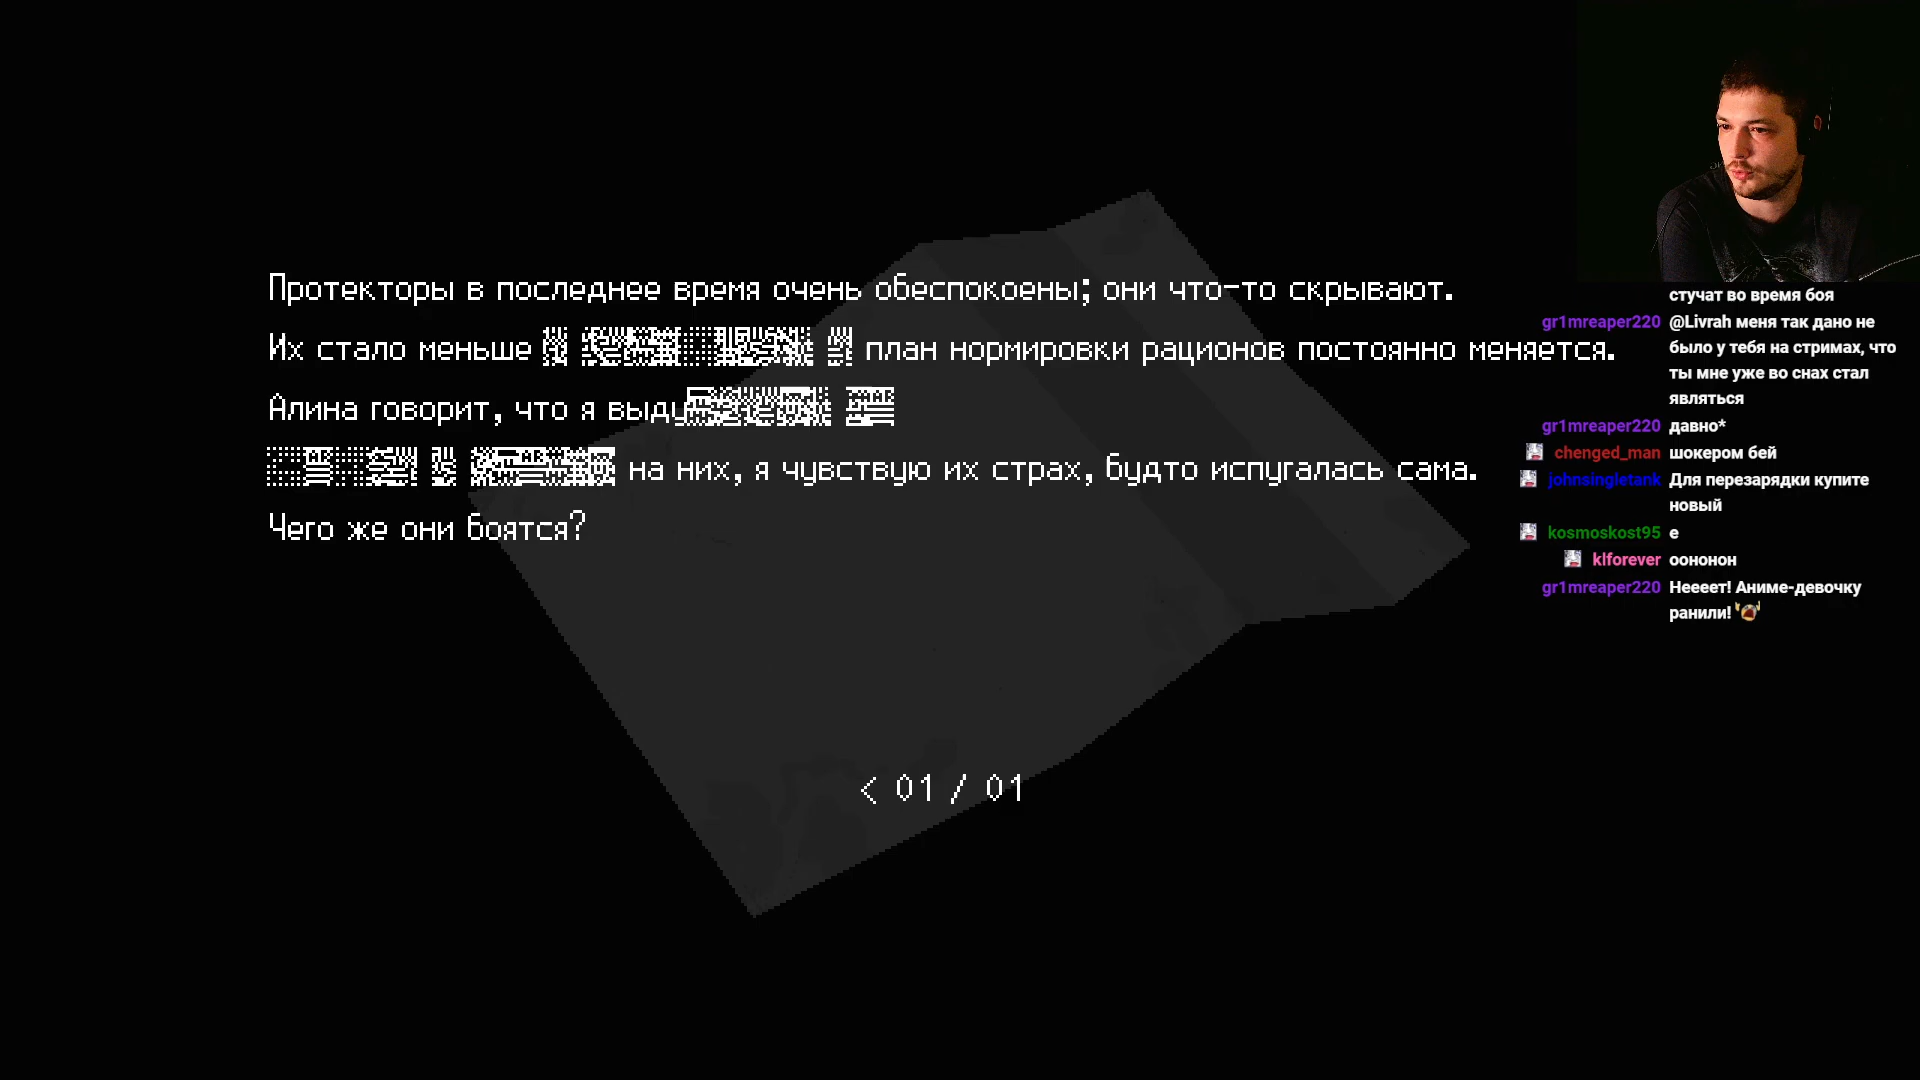 Протекторы в последнее время очень обеспокоены; они что-то скрывают.
Их стало меньше план нормировки рационов постоянно меняется.
Алина говорит, что я выду
на них, я чувствую их страх, будто испугалась сама.
Чего же они боятся?
< 01 / 01
стучат во время боя
gr1mreaper220 @Livrah меня так дано не
было у тебя на стримах, что
ты мне уже во снах стал
являться
gr1mreaper220 давно*
chenged_man шокером бей
johnsingletank Для перезарядки купите
новый
kosmoskost95 е
klforever оононон
gr1mreaper220 Неееет! Аниме-девочку
ранили!